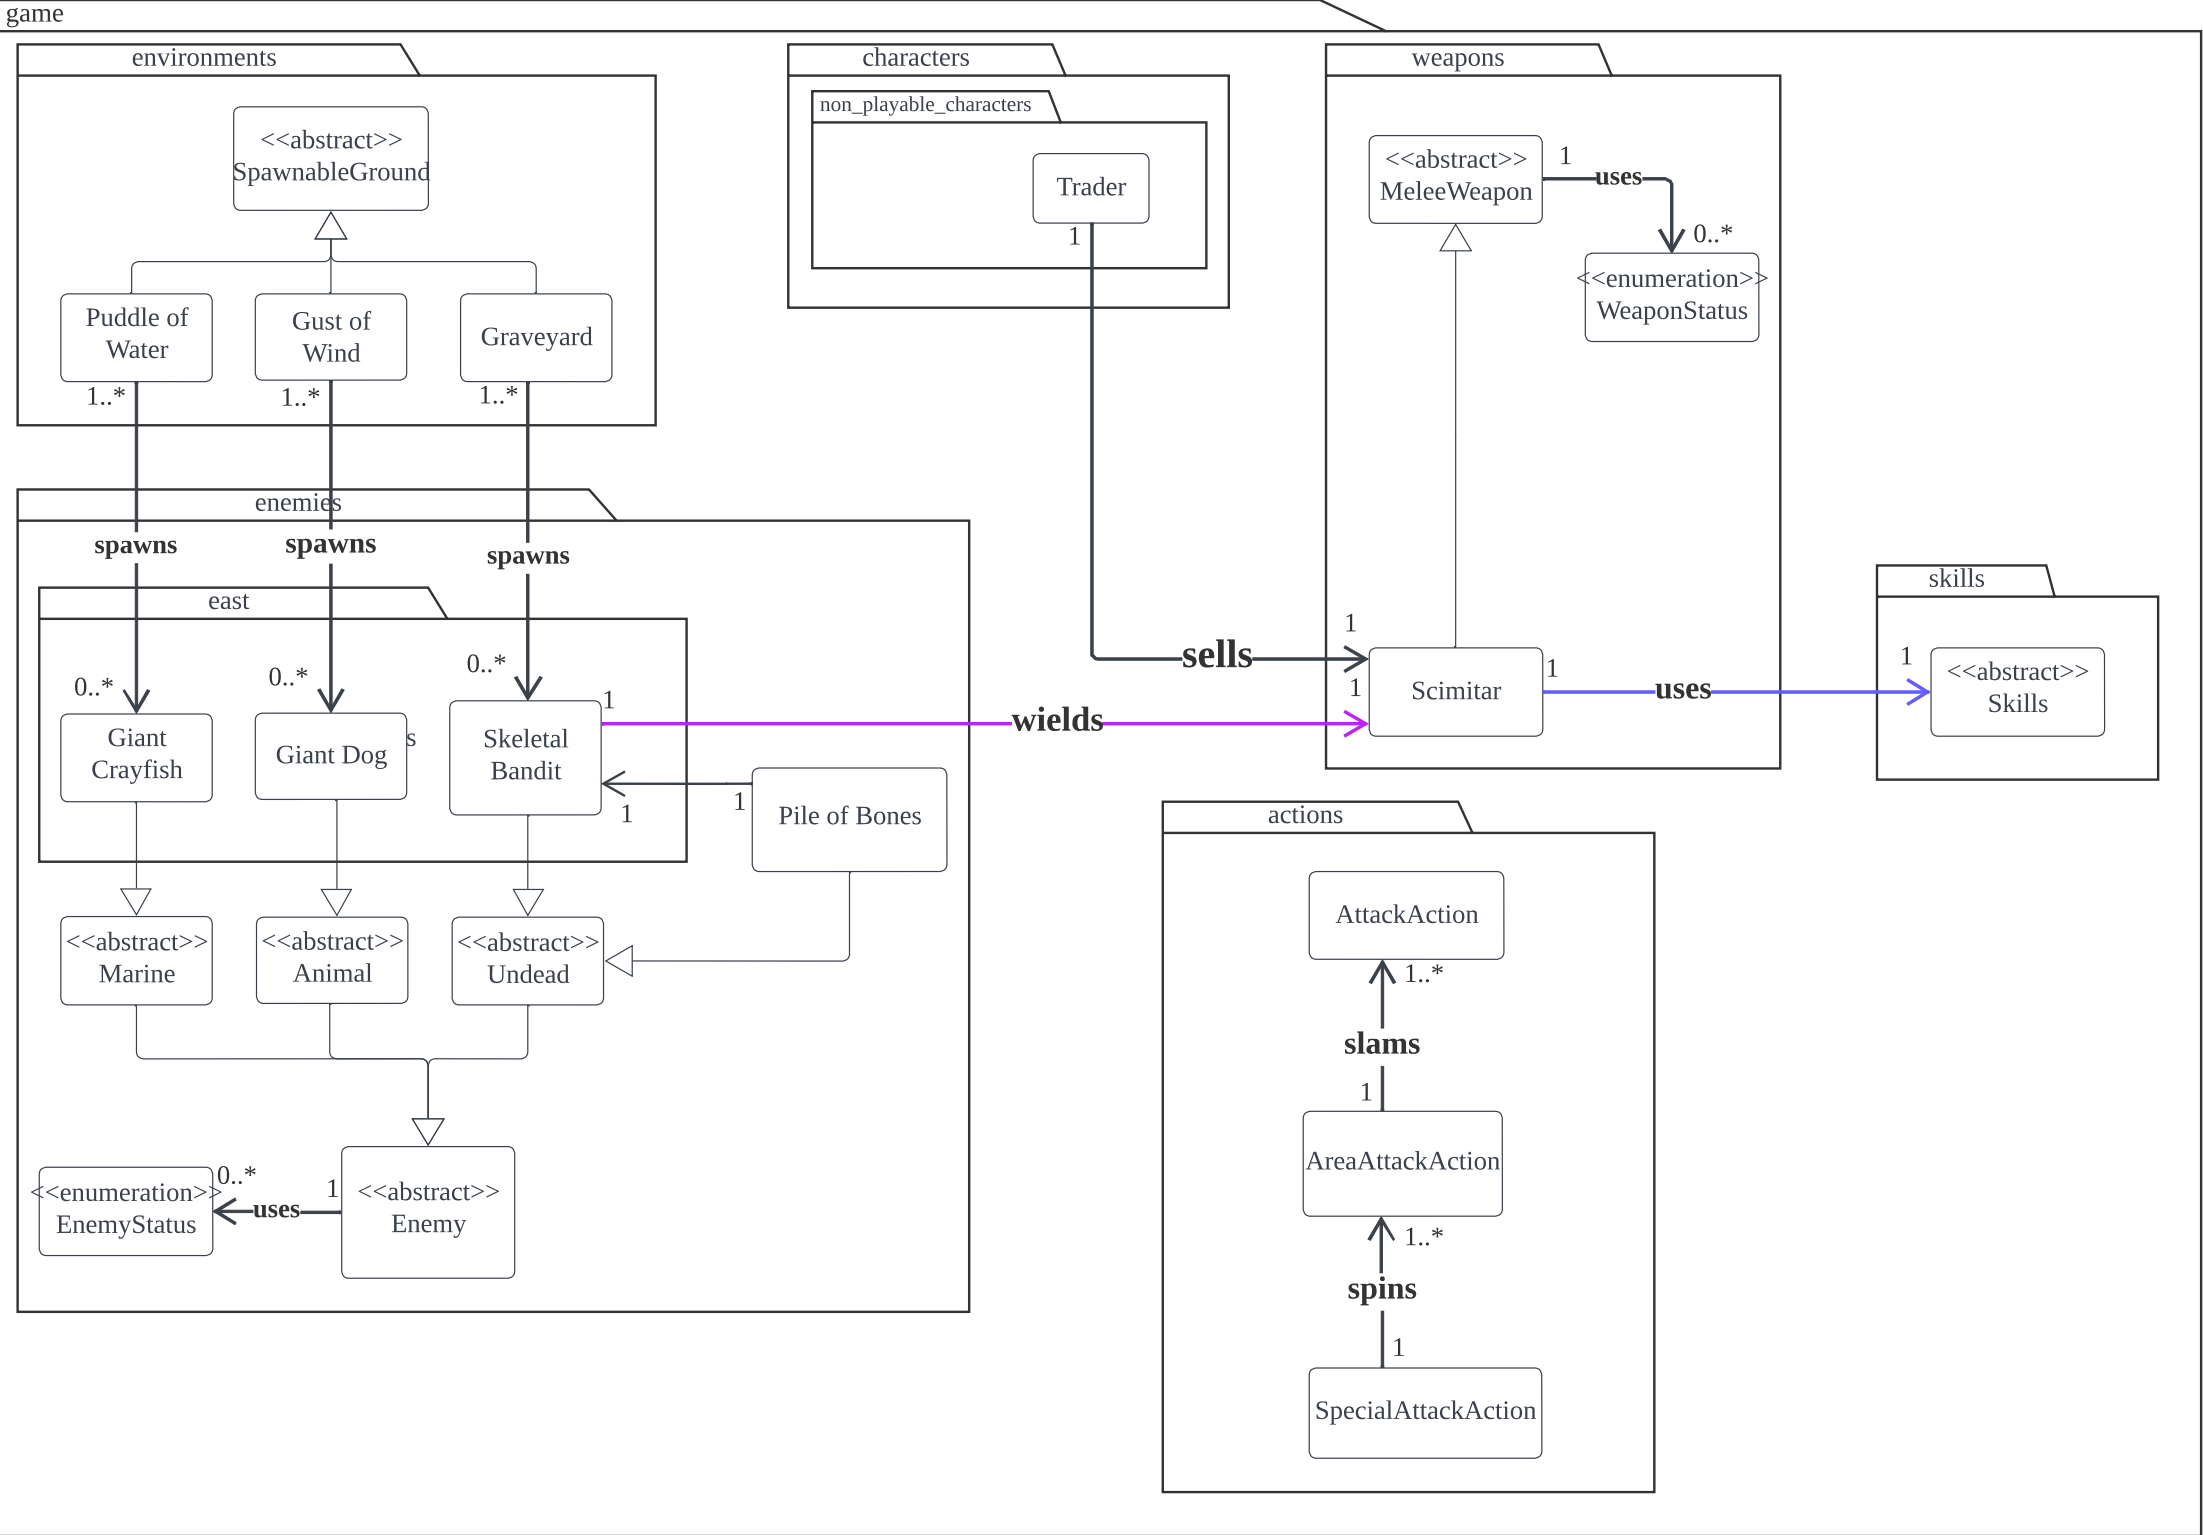 game
environments
<<abstract>>
SpawnableGround
Puddle of
Water
Gust of
Wind
Graveyard
1..*
1..*
1..*
characters
non_playable_characters
Trader
1
weapons
<<abstract>>
MeleeWeapon
1
uses
0..*
<<enumeration>>
WeaponStatus
enemies
spawns
spawns
spawns
east
0..*
0..*
0..*
Giant
Crayfish
Giant Dog
s
Skeletal
Bandit
1
wields
1
sells
1
Scimitar
1
uses
1
skills
<<abstract>>
Skills
1
1
Pile of Bones
<<abstract>>
Marine
<<abstract>>
Animal
<<abstract>>
Undead
<<enumeration>>
EnemyStatus
0..*
uses
1
<<abstract>>
Enemy
actions
AttackAction
1..*
slams
1
AreaAttackAction
1..*
spins
1
SpecialAttackAction